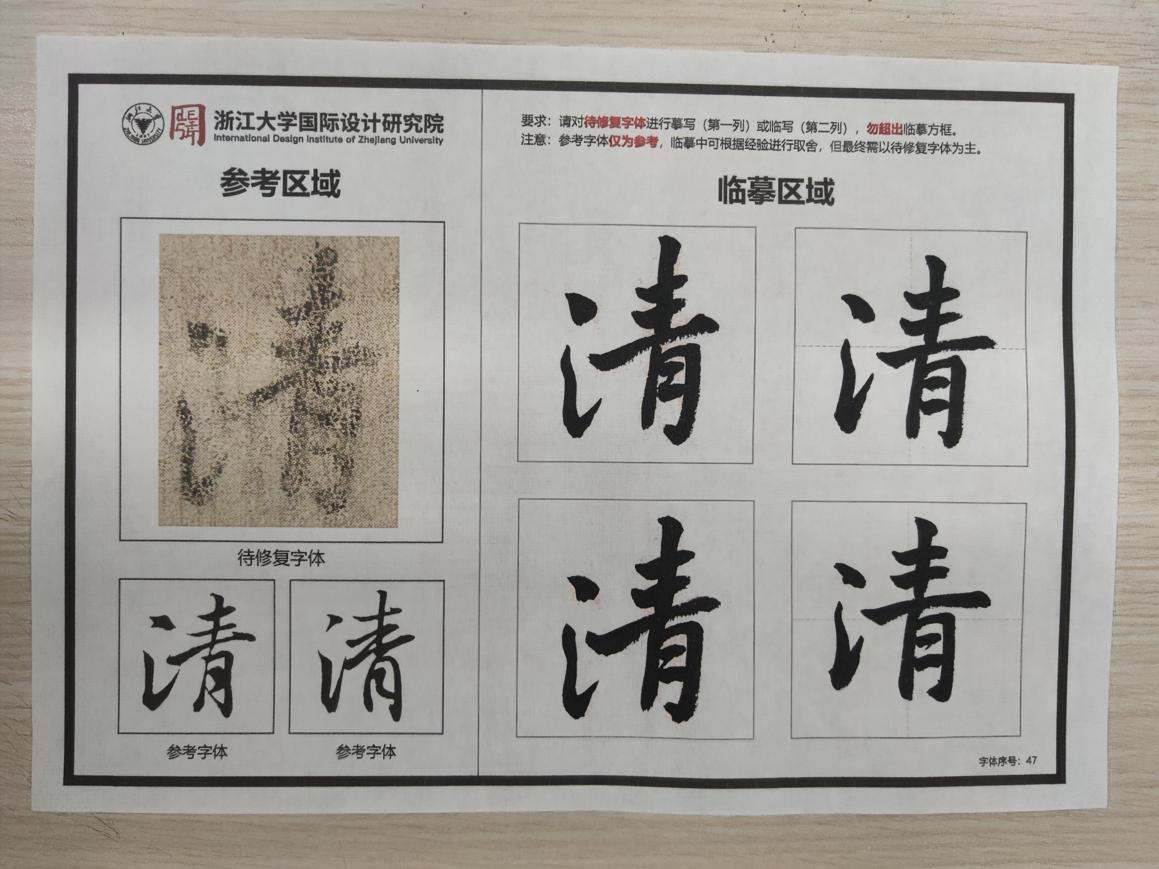 浙江大学国际设计研究院
International Design Institute of Zhejiang University
参考区域
清
待修复字体
清 清
参考字体 参考字体
要求：请对待修复字体进行摹写（第一列）或临写（第二列），勿超出临摹方框。
注意：参考字体仅为参考，临摹中可根据经验进行取舍，但最终需以待修复字体为主。
临摹区域
清 清
清 清
字体序号：47